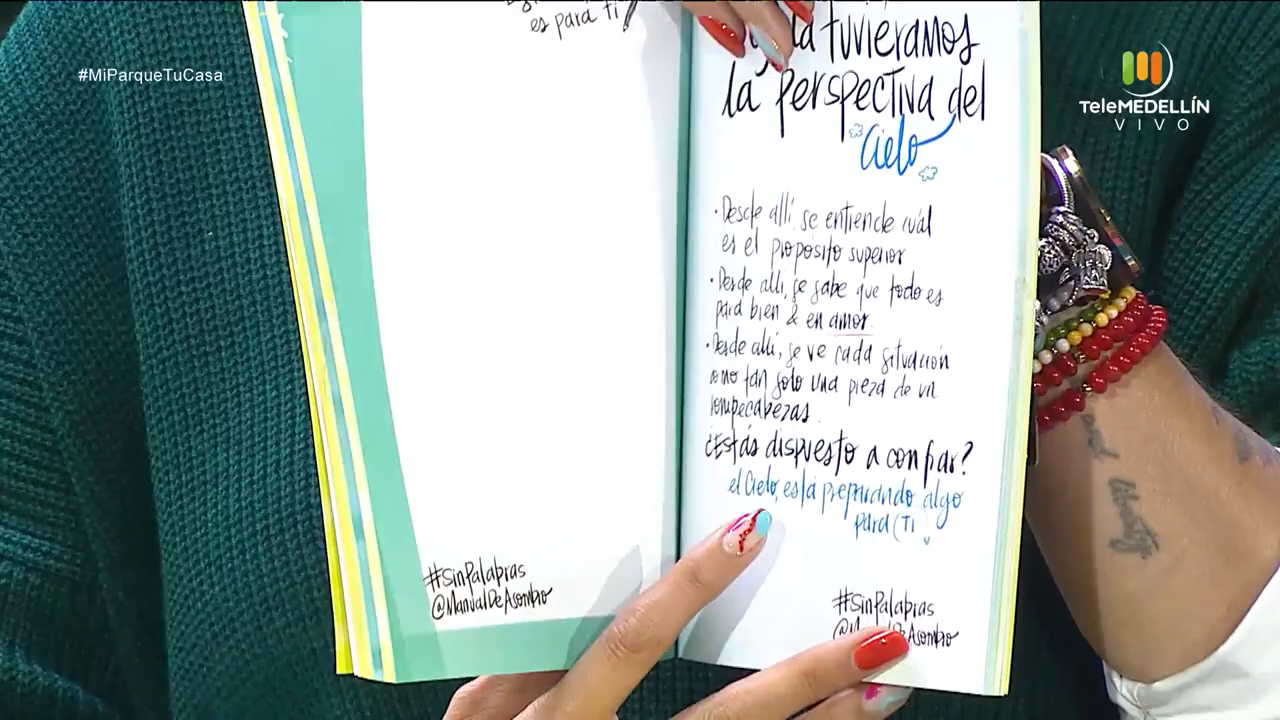 #MiParqueTuCasa
TeleMEDELLÍN
VIVO
es para ti
la tuviéramos
la perspectiva del
Cielo
• Desde allí, se entiende cuál
es el propósito superior
• Desde allí, se sabe que todo es
para bien & en amor.
• Desde allí, se ve cada situación
como tan solo una pieza de un
rompecabezas.
¿Estás dispuesto a confiar?
el Cielo, está preparando algo
para ti
#SinPalabras
@ManualDeAsombro
#SinPalabras
@ManualDeAsombro